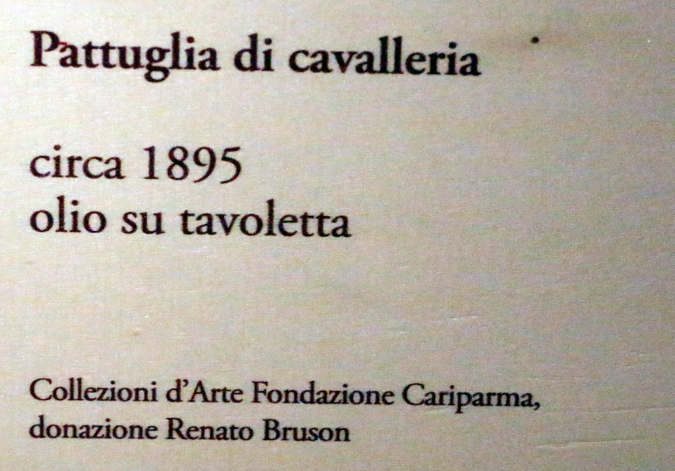 Pattuglia di cavalleria
circa 1895
olio su tavoletta
Collezioni d’Arte Fondazione Cariparma,
donazione Renato Bruson